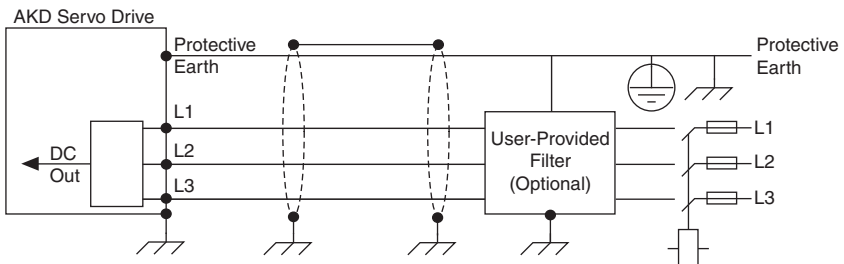 AKD Servo Drive
Protective
Earth
Protective
Earth
L1
L2
L3
DC
Out
User-Provided
Filter
(Optional)
L1
L2
L3